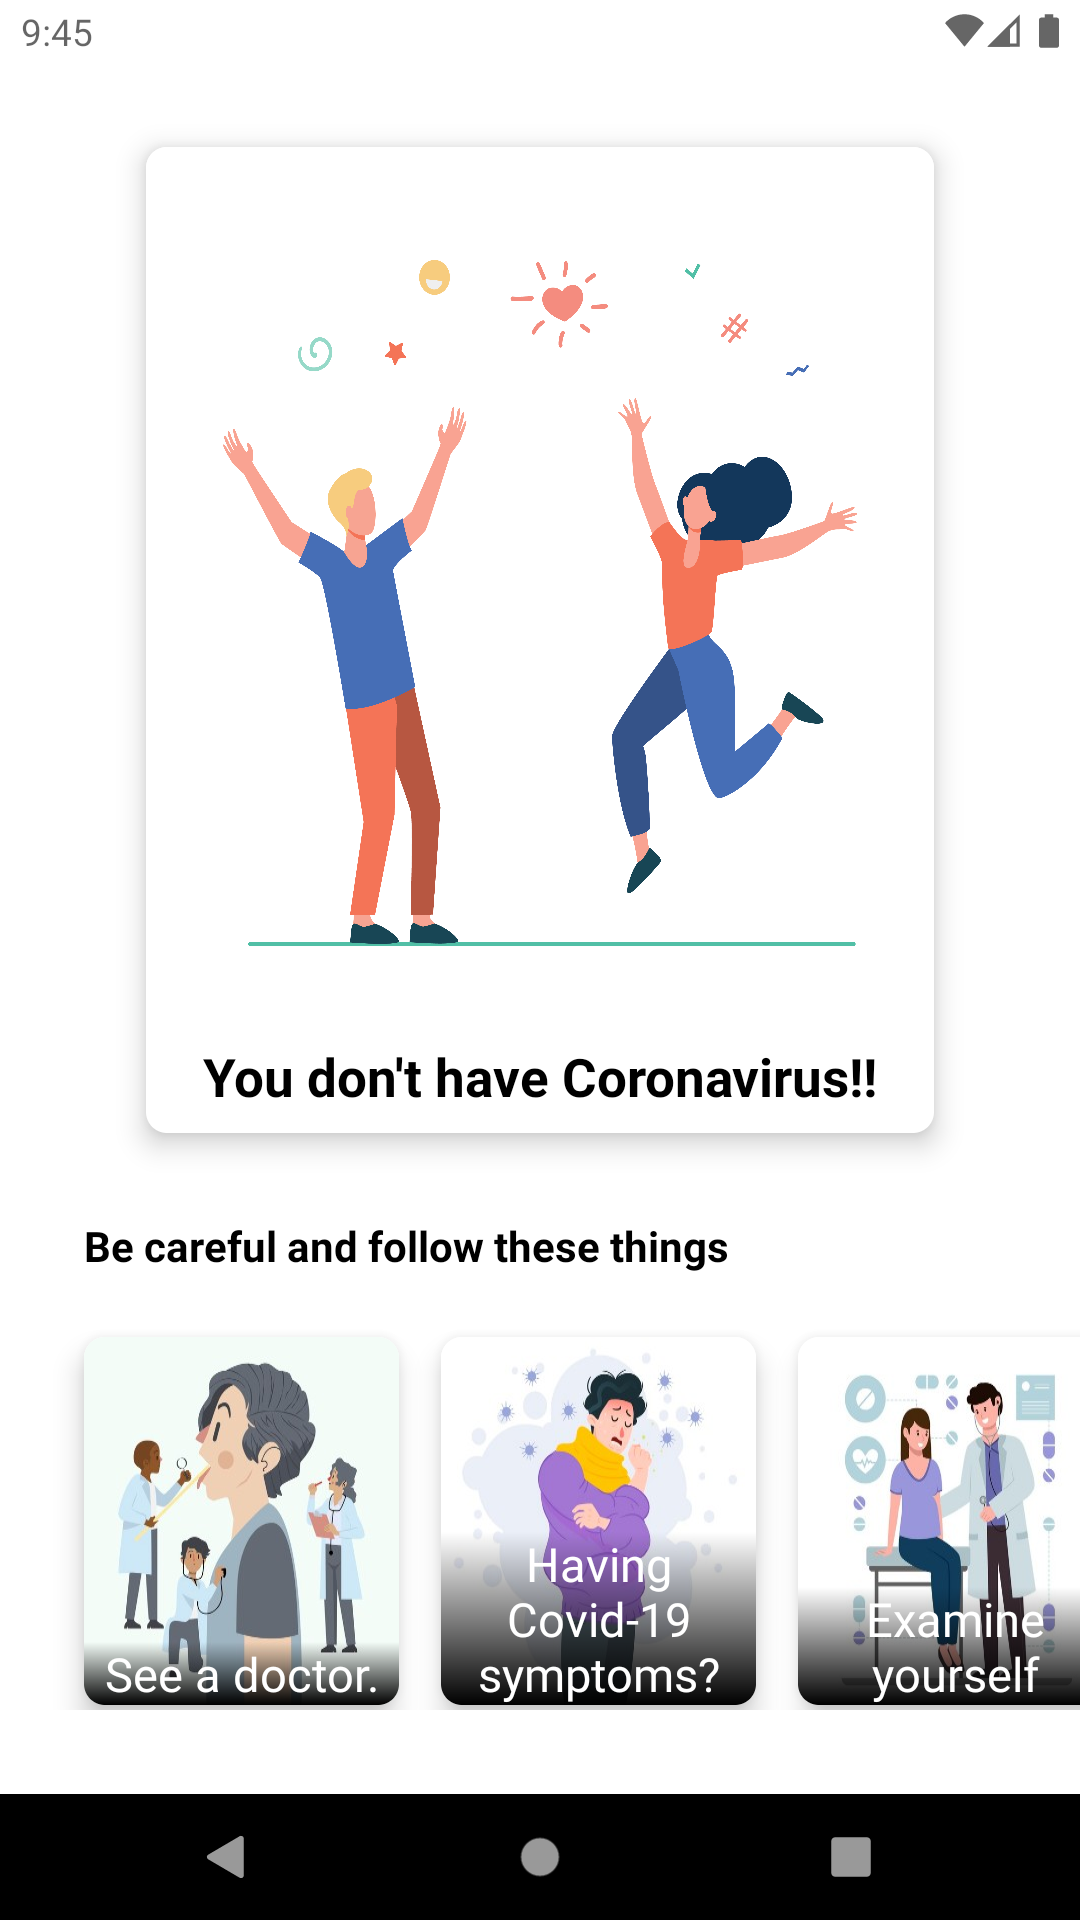 9:45
You don't have Coronavirus!!
Be careful and follow these things
See a doctor.
Having
Covid-19
symptoms?
Examine
yourself